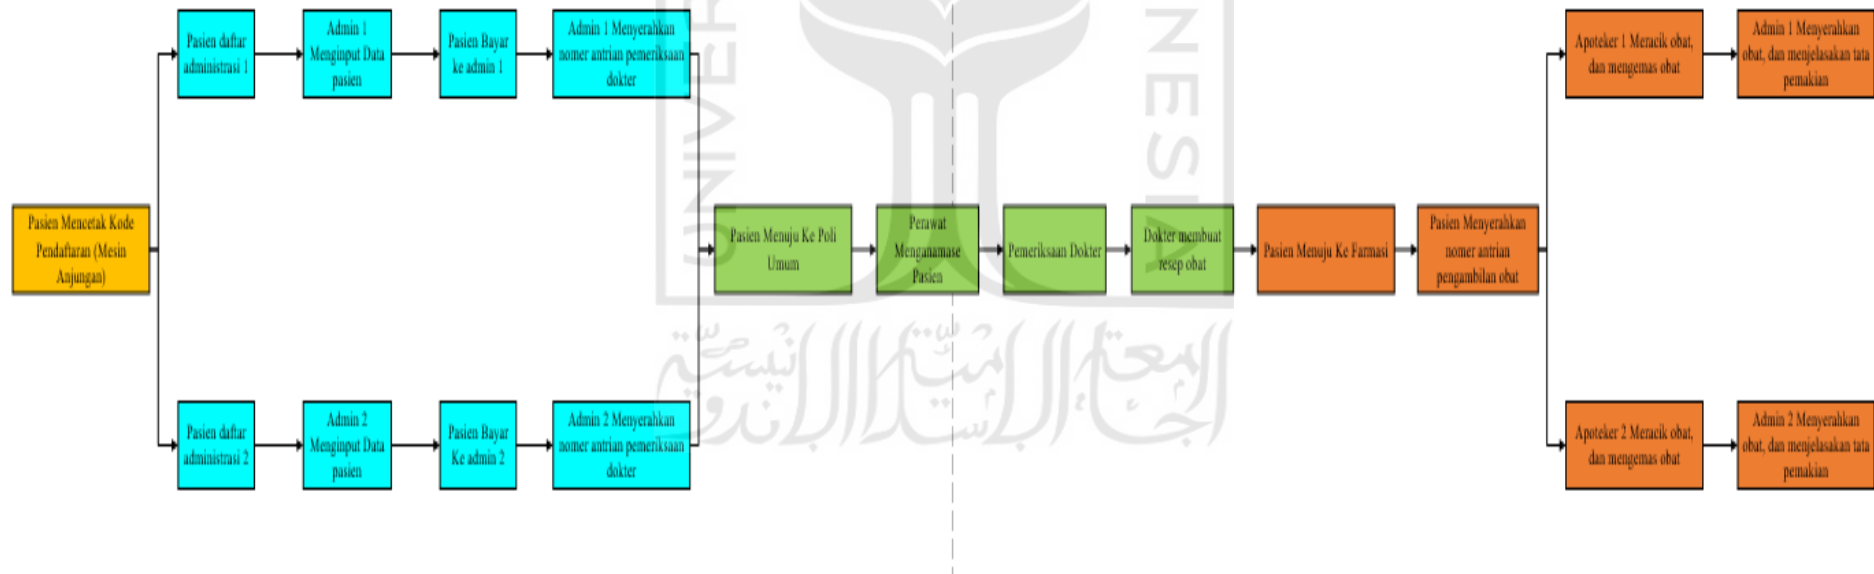 Pasien Mencetak Kode
Pendaftaran (Mesin
Anjungan)
Pasien daftar
administrasi 1
Admin 1
Menginput Data
pasien
Pasien Bayar
ke admin 1
Admin 1 Menyerahkan
nomer antrian pemeriksaan
dokter
Pasien daftar
administrasi 2
Admin 2
Menginput Data
pasien
Pasien Bayar
Ke admin 2
Admin 2 Menyerahkan
nomer antrian pemeriksaan
dokter
Pasien Menuju Ke Poli
Umum
Perawat
Menganamase
Pasien
Pemeriksaan Dokter
Dokter membuat
resep obat
Pasien Menuju Ke Farmasi
Pasien Menyerahkan
nomer antrian
pengambilan obat
Apoteker 1 Meracik obat,
dan mengemas obat
Admin 1 Menyerahkan
obat, dan menjelasakan tata
pemakian
Apoteker 2 Meracik obat,
dan mengemas obat
Admin 2 Menyerahkan
obat, dan menjelasakan tata
pemakian
UNIVER
NESIA